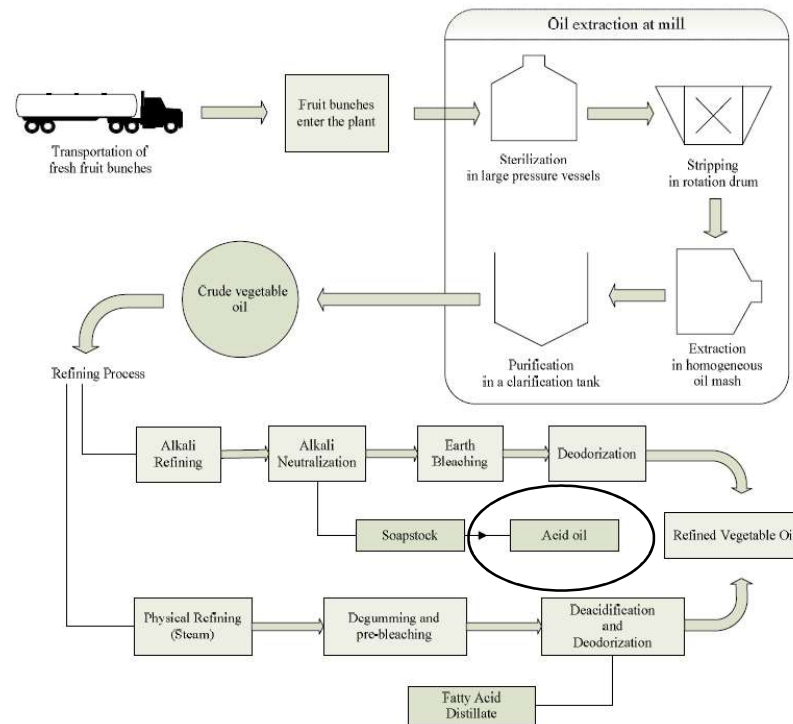 Oil extraction at mill
Fruit bunches
enter the plant
Transportation of
fresh fruit bunches
Sterilization
in large pressure vessels
Stripping
in rotation drum
Crude vegetable
oil
Purification
in a clarification tank
Extraction
in homogeneous
oil mash
Refining Process
Alkali
Refining
Alkali
Neutralization
Earth
Bleaching
Deodorization
Soapstock
Acid oil
Refined Vegetable Oi
Physical Refining
(Steam)
Degumming and
pre-bleaching
Deacidification
and
Deodorization
Fatty Acid
Distillate